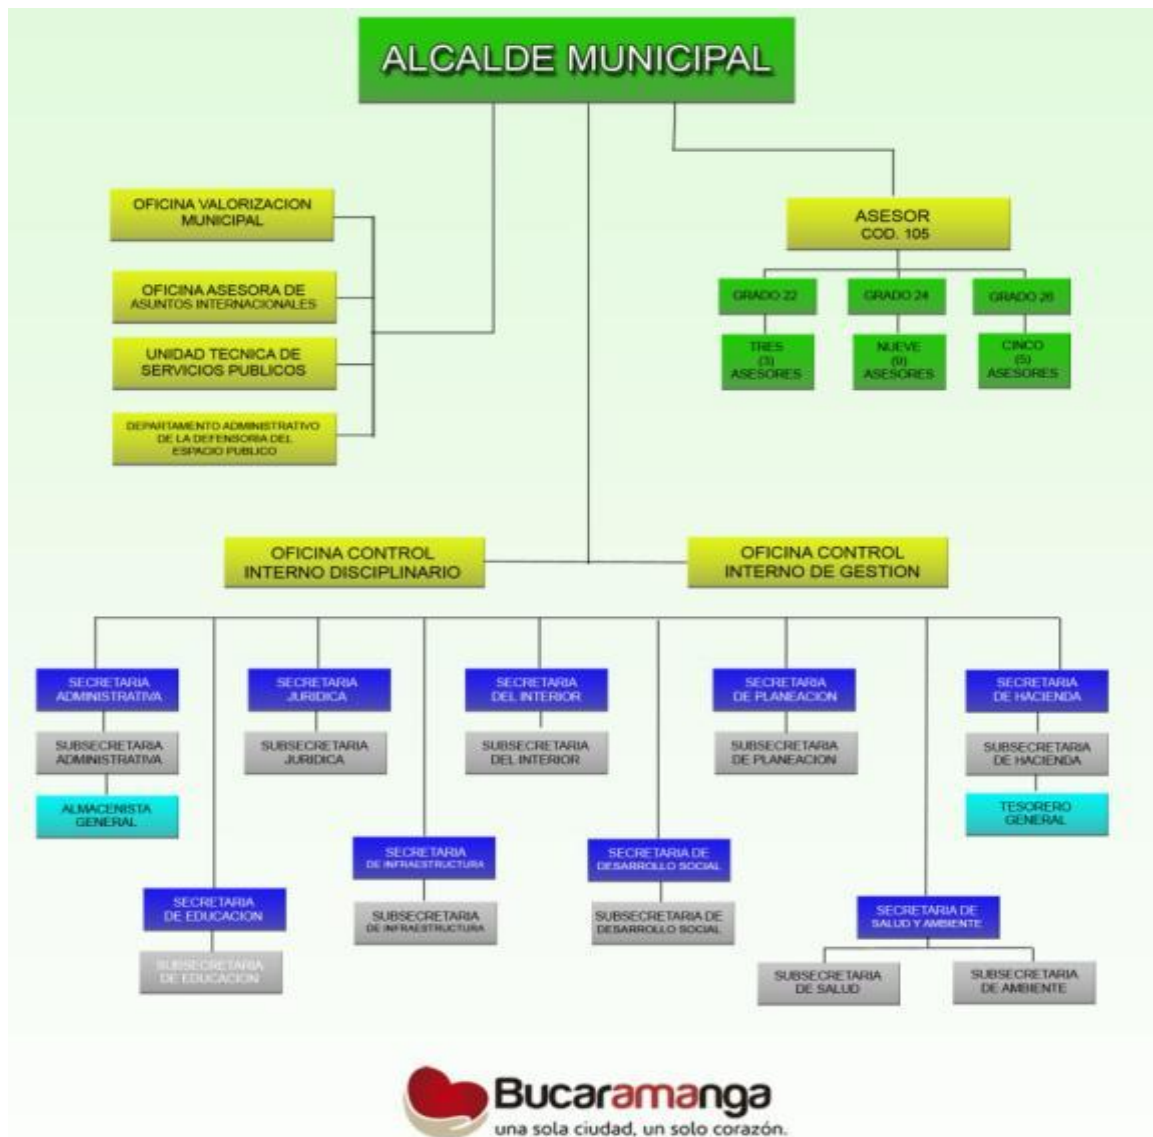 ALCALDE MUNICIPAL
OFICINA VALORIZACION
MUNICIPAL
OFICINA ASESORA DE
ASUNTOS INTERNACIONALES
UNIDAD TECNICA DE
SERVICIOS PUBLICOS
DEPARTAMENTO ADMINISTRATIVO
DE LA DEFENSORIA DEL
ESPACIO PUBLICO
ASESOR
COD. 105
GRADO 22
GRADO 24
GRADO 26
TRES
(3)
ASESORES
NUEVE
(9)
ASESORES
CINCO
(5)
ASESORES
OFICINA CONTROL
INTERNO DISCIPLINARIO
OFICINA CONTROL
INTERNO DE GESTION
SECRETARIA
ADMINISTRATIVA
SECRETARIA
JURIDICA
SECRETARIA
DEL INTERIOR
SECRETARIA
DE PLANEACION
SECRETARIA
DE HACIENDA
SUBSECRETARIA
ADMINISTRATIVA
SUBSECRETARIA
JURIDICA
SUBSECRETARIA
DEL INTERIOR
SUBSECRETARIA
DE PLANEACION
SUBSECRETARIA
DE HACIENDA
ALMACENISTA
GENERAL
TESORERO
GENERAL
SECRETARIA
DE INFRAESTRUCTURA
SECRETARIA DE
DESARROLLO SOCIAL
SECRETARIA
DE EDUCACION
SUBSECRETARIA
DE INFRAESTRUCTURA
SUBSECRETARIA DE
DESARROLLO SOCIAL
SECRETARIA DE
SALUD Y AMBIENTE
SUBSECRETARIA
DE EDUCACION
SUBSECRETARIA
DE SALUD
SUBSECRETARIA
DE AMBIENTE
Bucaramanga
una sola ciudad, un solo corazón.